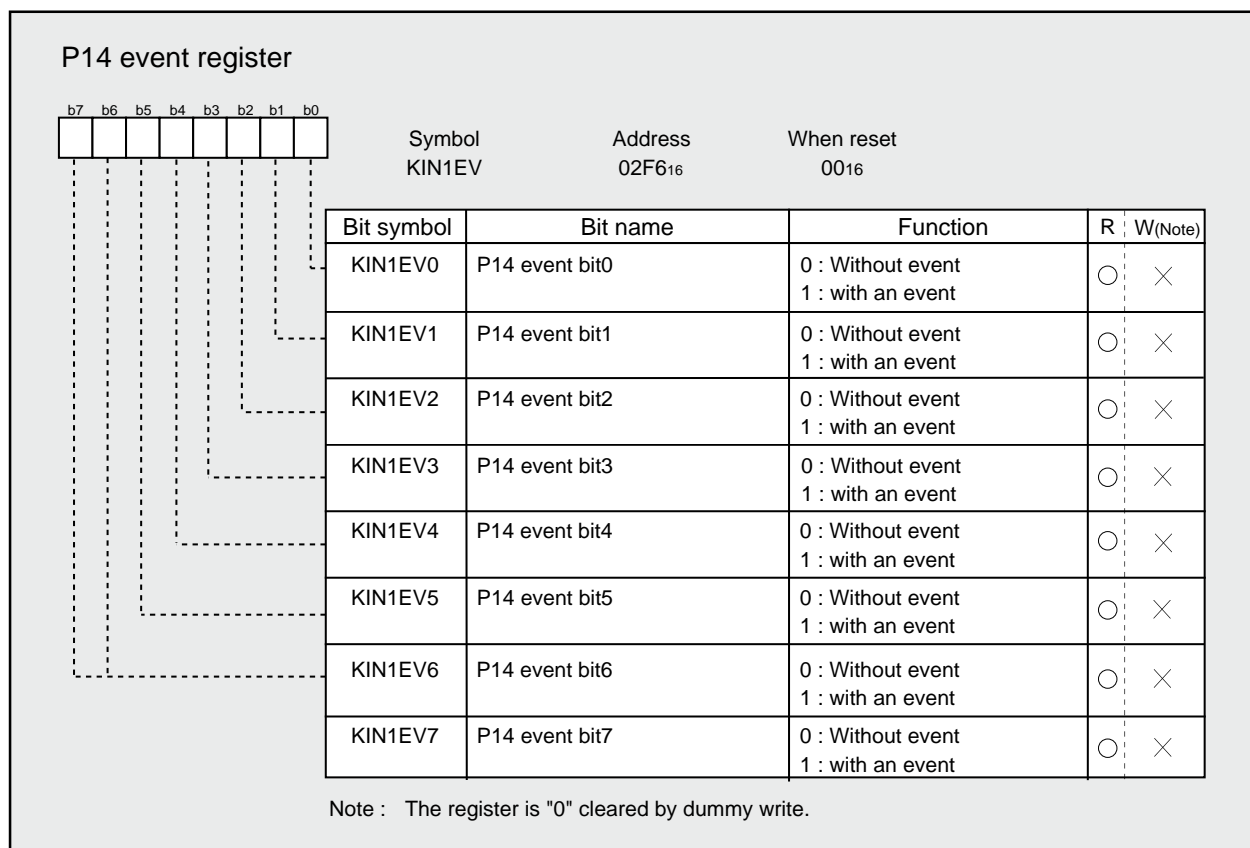 P14 event register
b7 b6 b5 b4 b3 b2 b1 b0
Symbol Address When reset
KIN1EV 02F616 0016
Bit symbol Bit name Function R W(Note)
KIN1EV0 P14 event bit0 0 : Without event
1 : with an event
KIN1EV1 P14 event bit1 0 : Without event
1 : with an event
KIN1EV2 P14 event bit2 0 : Without event
1 : with an event
KIN1EV3 P14 event bit3 0 : Without event
1 : with an event
KIN1EV4 P14 event bit4 0 : Without event
1 : with an event
KIN1EV5 P14 event bit5 0 : Without event
1 : with an event
KIN1EV6 P14 event bit6 0 : Without event
1 : with an event
KIN1EV7 P14 event bit7 0 : Without event
1 : with an event
Note : The register is "0" cleared by dummy write.